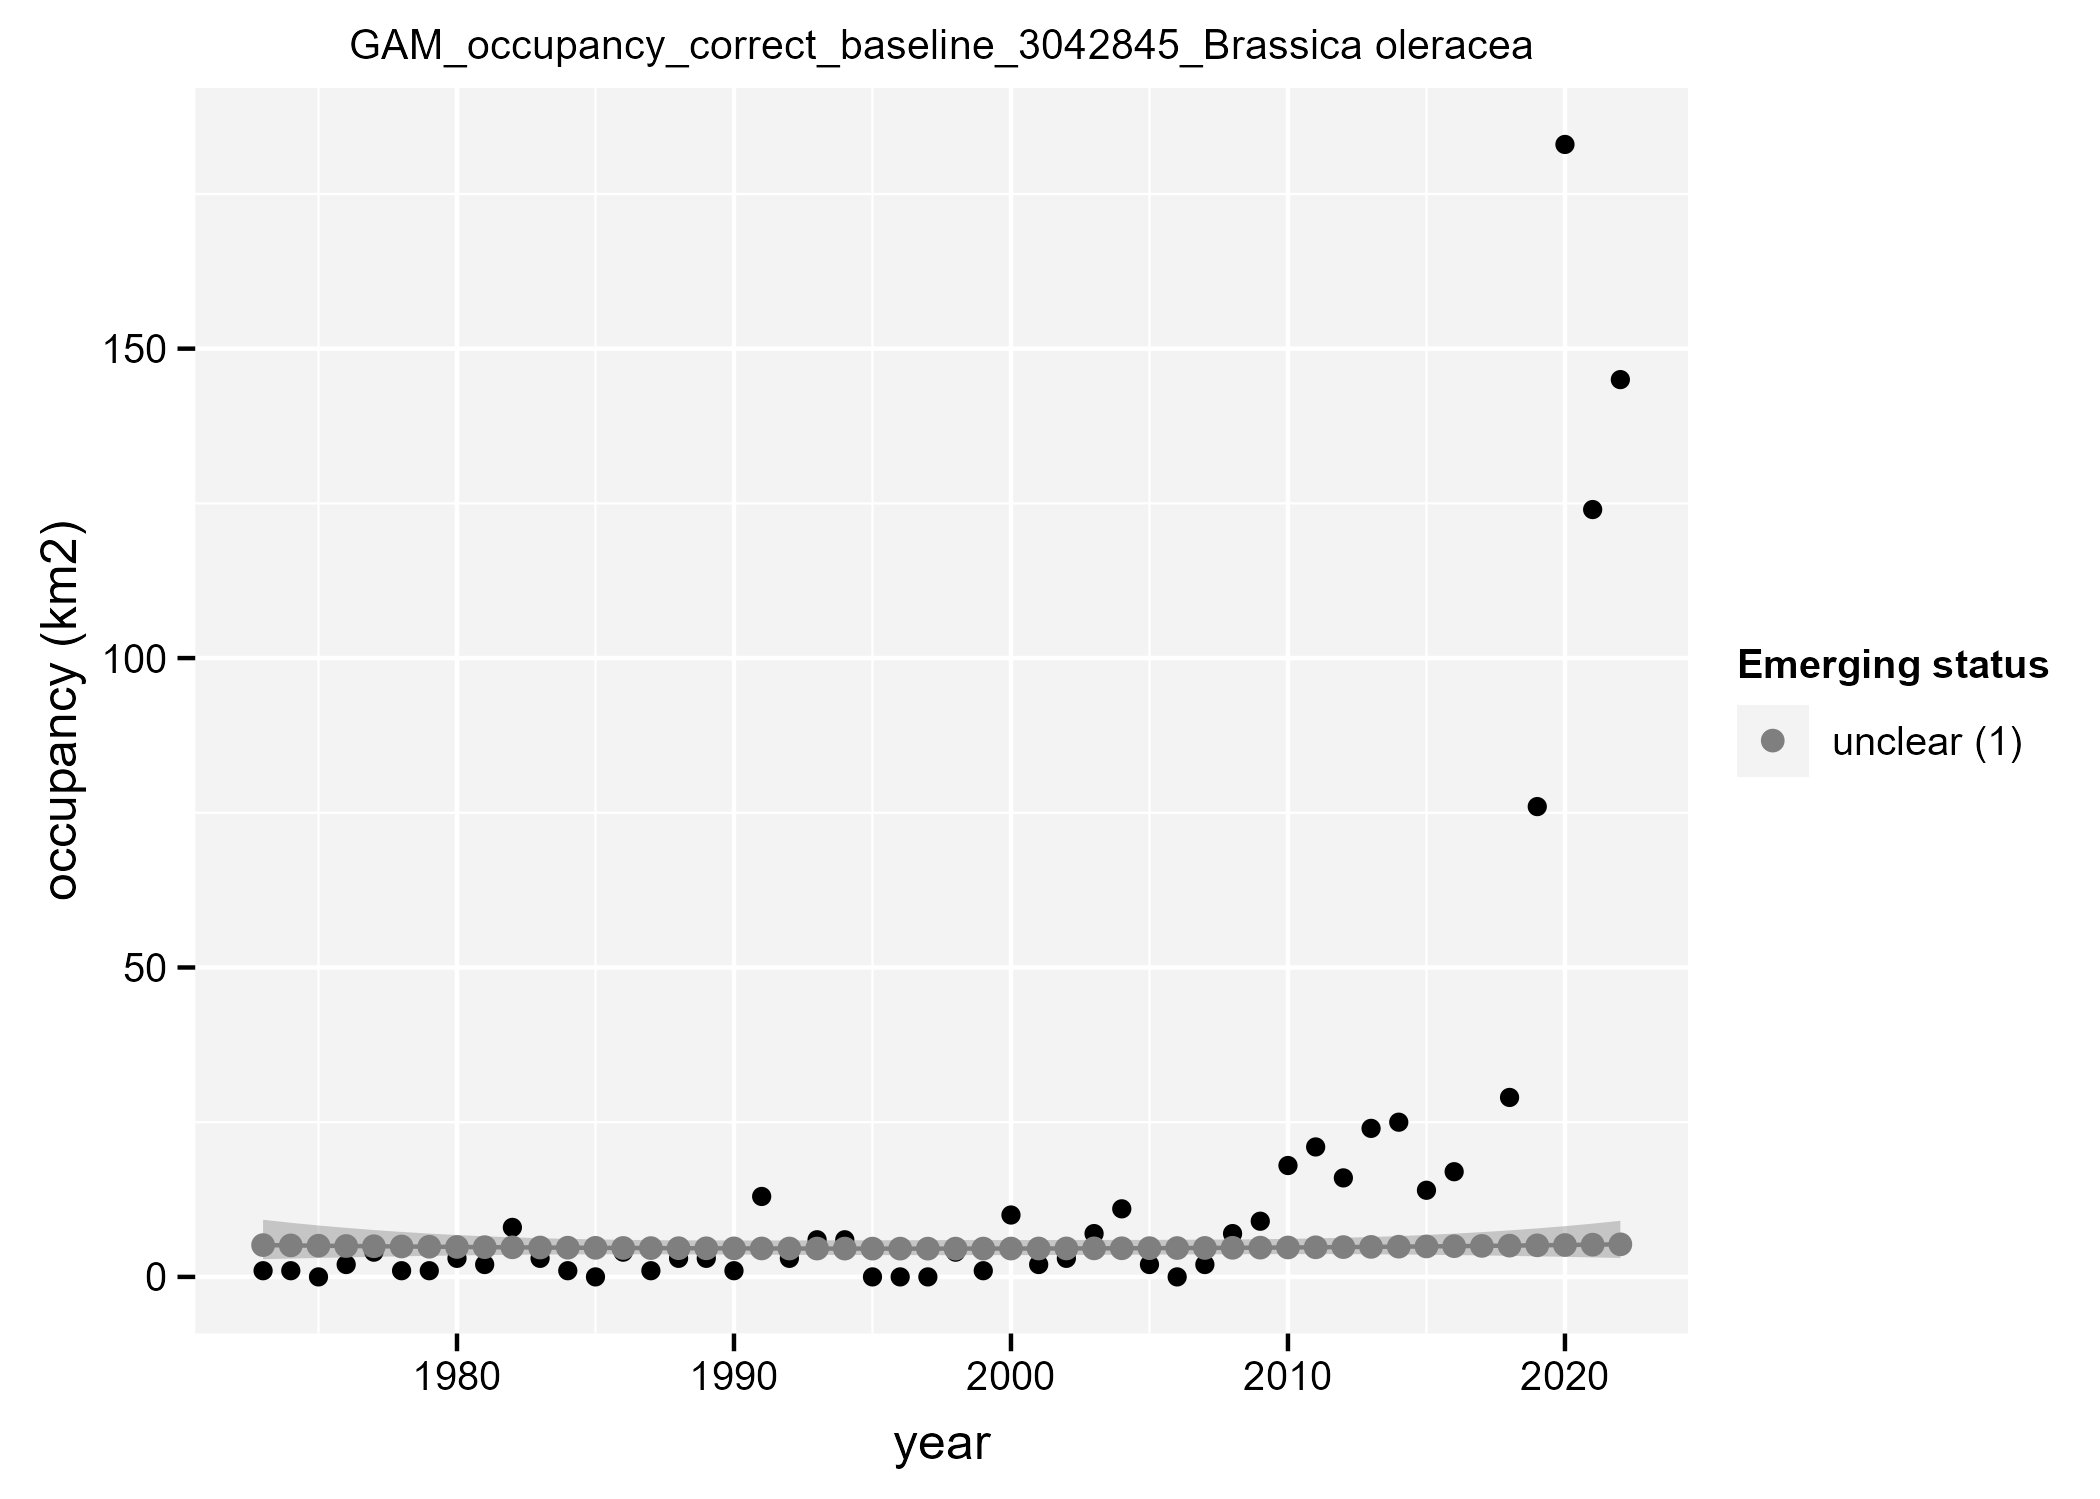 GAM_occupancy_correct_baseline_3042845_Brassica oleracea
occupancy (km2)
150
100
50
0
1980
1990
2000
2010
2020
year
Emerging status
unclear (1)